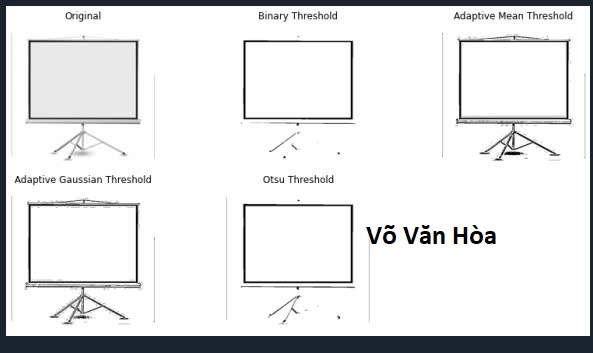 Original
Binary Threshold
Adaptive Mean Threshold
Adaptive Gaussian Threshold
Otsu Threshold
Võ Văn Hòa